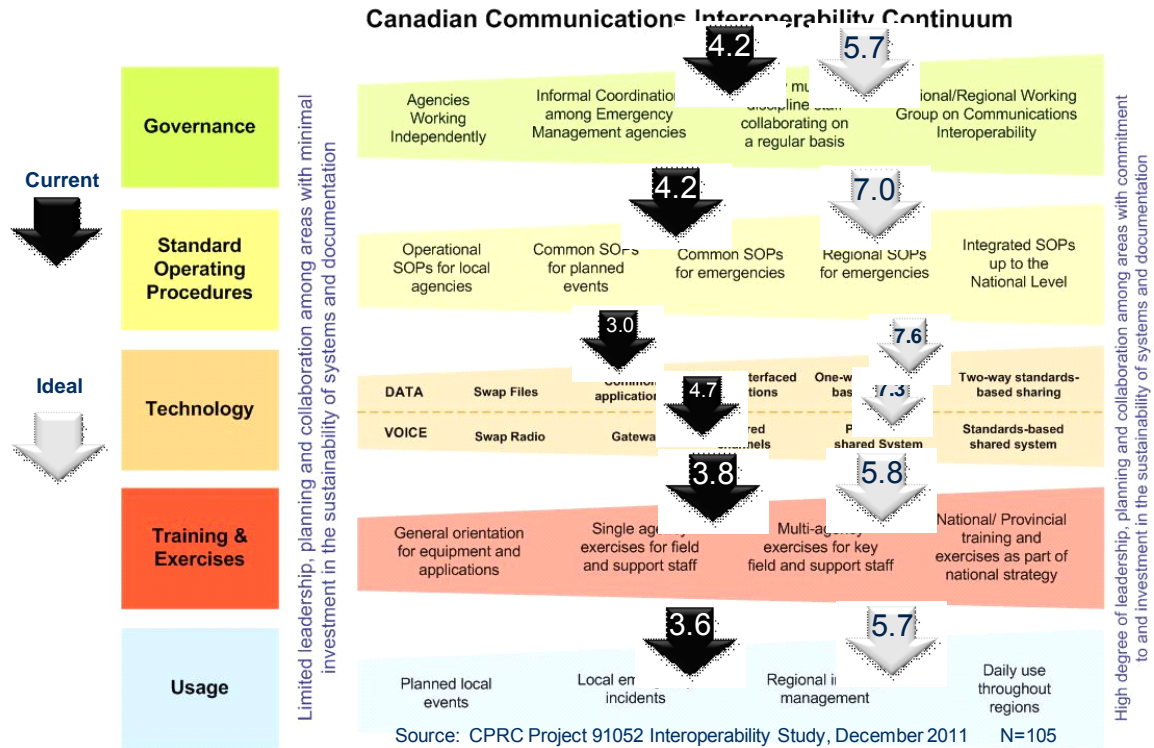 Canadian Communications Interoperability Continuum
4.2
5.7
Governance
Agencies
Working
Independently
Informal Coordination
among Emergency
Management agencies
discipline staff
collaborating on
a regular basis
Group on Communications
Interoperability
Regional Working
Current
4.2
7.0
Standard
Operating
Procedures
Operational
SOPs for local
agencies
Common SOPs
for planned
events
Common SOPs
for emergencies
Regional SOPs
for emergencies
Integrated SOPs
up to the
National Level
3.0
7.6
Ideal
Technology
DATA
Swap Files
4.7
7.3
Two-way standards-
based sharing
VOICE
Swap Radio
shared System
Standards-based
shared system
3.8
5.8
Training &
Exercises
General orientation
for equipment and
applications
Single agency
exercises for field
and support staff
Multi-agency
exercises for key
field and support staff
National/ Provincial
training and
exercises as part of
national strategy
3.6
5.7
Usage
Planned local
events
Local
incidents
Regional
management
Daily use
throughout
regions
Limited leadership, planning and collaboration among areas with minimal
investment in the sustainability of systems and documentation
High degree of leadership, planning and collaboration among areas with commitment
to and investment in the sustainability of systems and documentation
Source: CPRC Project 91052 Interoperability Study, December 2011 N=105